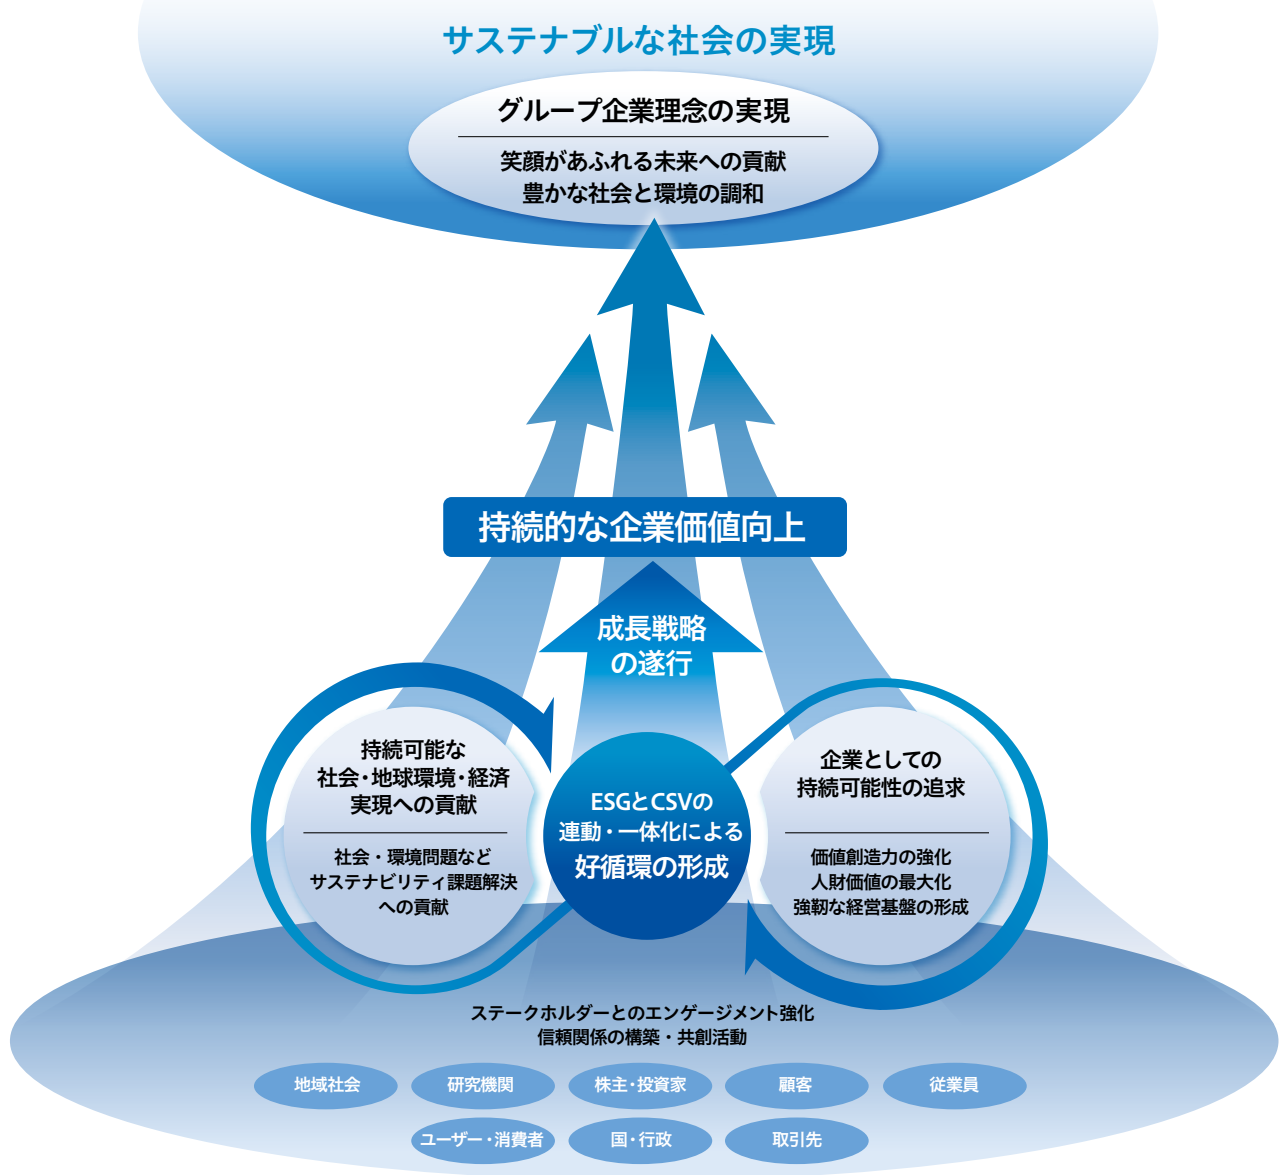 サステナブルな社会の実現
グループ企業理念の実現
笑顔があふれる未来への貢献
豊かな社会と環境の調和
持続的な企業価値向上
成長戦略
の遂行
持続可能な
社会・地球環境・経済
実現への貢献
社会・環境問題など
サステナビリティ課題解決
への貢献
ESGとCSVの
連動・一体化による
好循環の形成
企業としての
持続可能性の追求
価値創造力の強化
人財価値の最大化
強靭な経営基盤の形成
ステークホルダーとのエンゲージメント強化
信頼関係の構築・共創活動
地域社会
研究機関
株主・投資家
顧客
従業員
ユーザー・消費者
国・行政
取引先